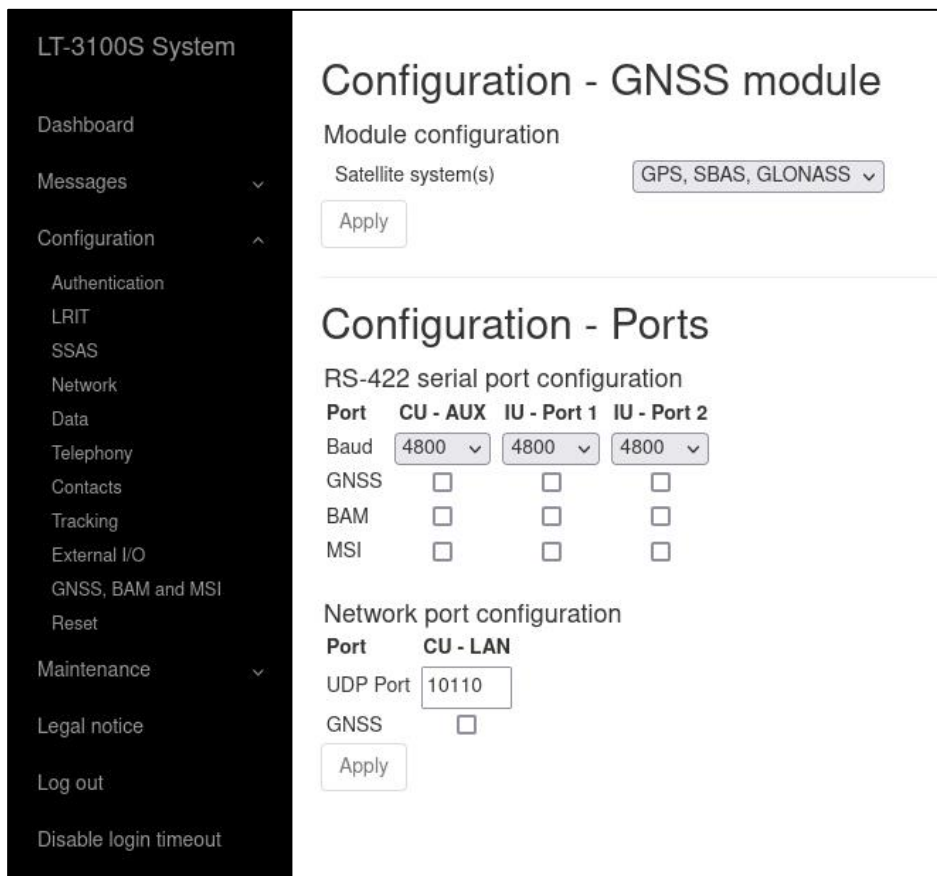 LT-3100S System
Dashboard
Messages
Configuration
Authentication
LRIT
SSAS
Network
Data
Telephony
Contacts
Tracking
External I/O
GNSS, BAM and MSI
Reset
Maintenance
Legal notice
Log out
Disable login timeout
Configuration - GNSS module
Module configuration
Satellite system(s) GPS, SBAS, GLONASS
Apply
Configuration - Ports
RS-422 serial port configuration
Port CU - AUX IU - Port 1 IU - Port 2
Baud 4800 4800 4800
GNSS
BAM
MSI
Network port configuration
Port CU - LAN
UDP Port 10110
GNSS
Apply